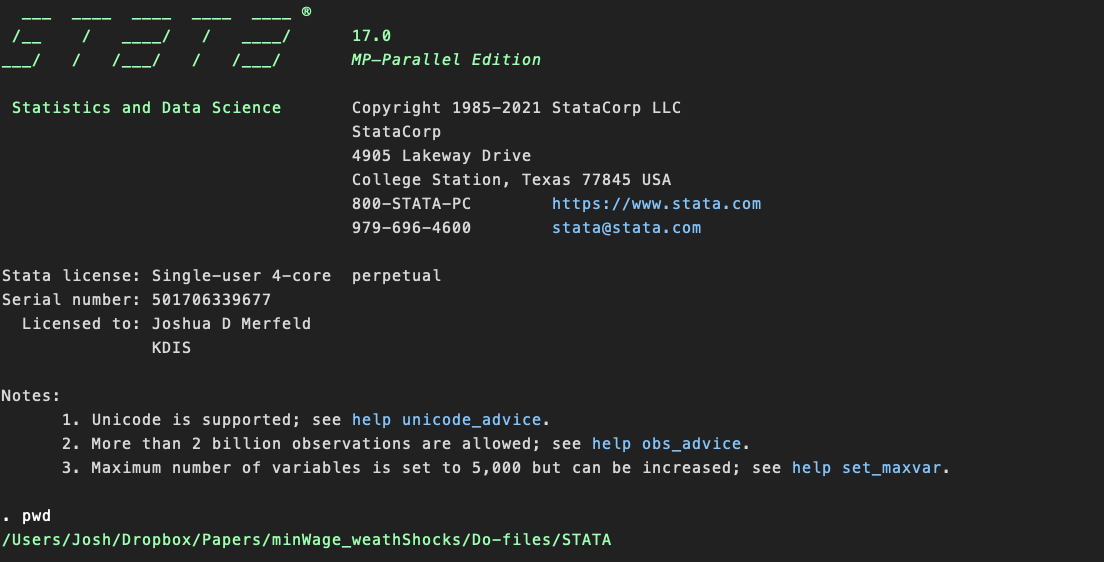 ___  ____  ____  ____  ____ ®
/__    /   ____/   /   ____/      17.0
___/   /   /___/   /   /___/       MP—Parallel Edition
Statistics and Data Science       Copyright 1985-2021 StataCorp LLC
StataCorp
4905 Lakeway Drive
College Station, Texas 77845 USA
800-STATA-PC        https://www.stata.com
979-696-4600        stata@stata.com
Stata license: Single-user 4-core  perpetual
Serial number: 501706339677
Licensed to: Joshua D Merfeld
KDIS
Notes:
1. Unicode is supported; see help unicode_advice.
2. More than 2 billion observations are allowed; see help obs_advice.
3. Maximum number of variables is set to 5,000 but can be increased; see help set_maxvar.
. pwd
/Users/Josh/Dropbox/Papers/minWage_weathShocks/Do-files/STATA